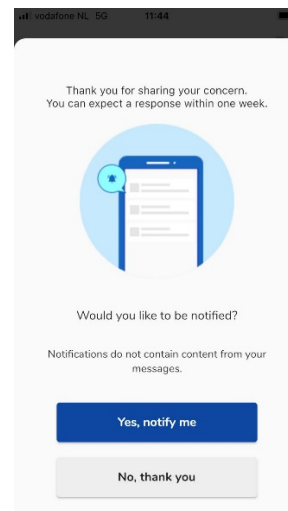 vodafone NL 5G 11:44
Thank you for sharing your concern.
You can expect a response within one week.
Would you like to be notified?
Notifications do not contain content from your
messages.
Yes, notify me
No, thank you